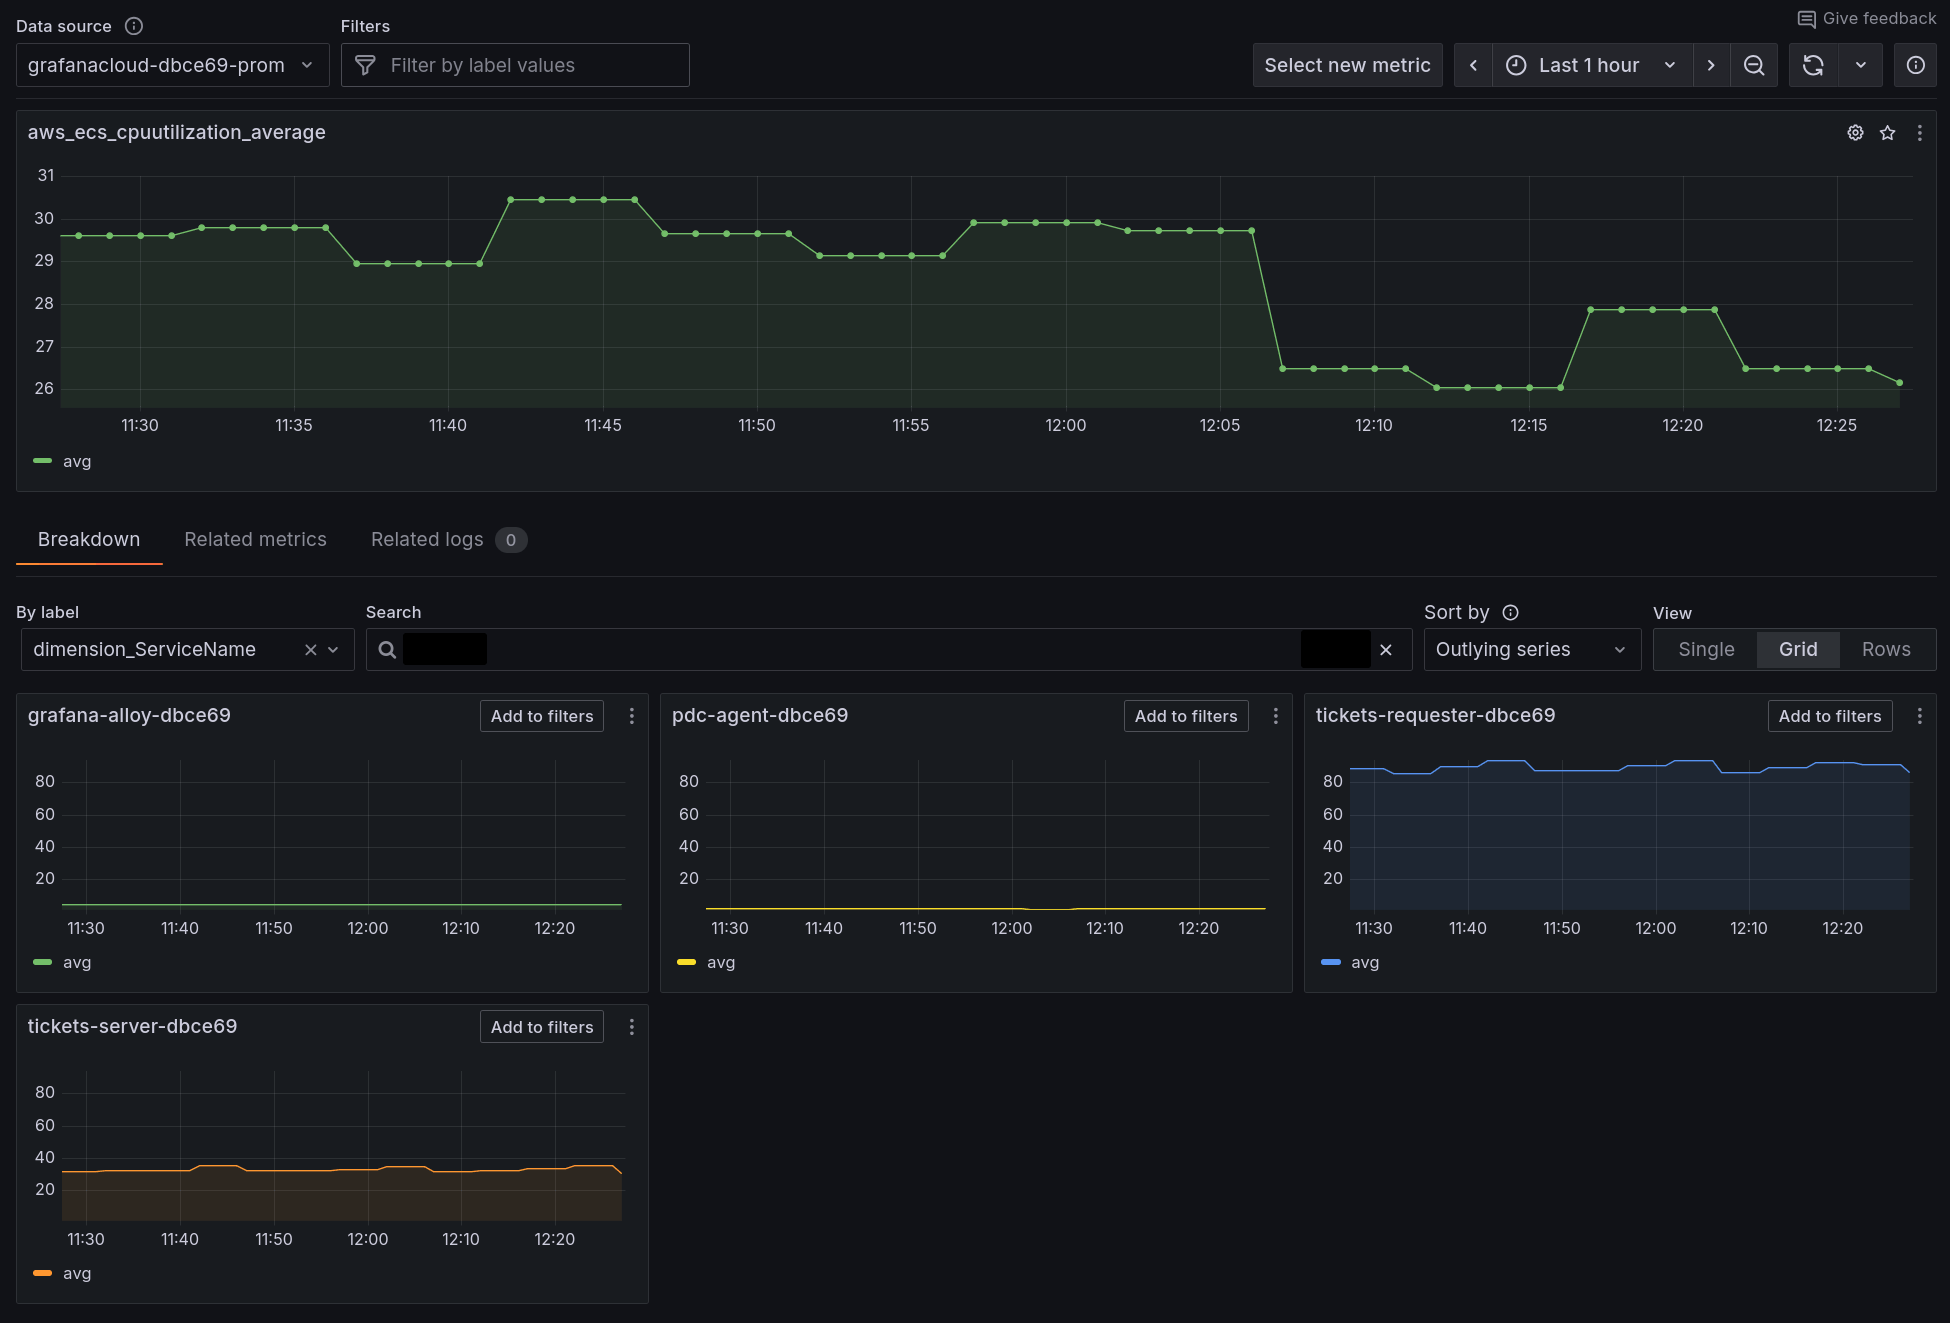 Give feedback
Data source Filters
grafanacloud-dbce69-prom Filter by label values Select new metric Last 1 hour
aws_ecs_cpuutilization_average
31
30
29
28
27
26
11:30 11:35 11:40 11:45 11:50 11:55 12:00 12:05 12:10 12:15 12:20 12:25
avg
Breakdown Related metrics Related logs 0
By label Search Sort by View
dimension_ServiceName Outlying series Single Grid Rows
grafana-alloy-dbce69 Add to filters
80
60
40
20
11:30 11:40 11:50 12:00 12:10 12:20
avg
pdc-agent-dbce69 Add to filters
80
60
40
20
11:30 11:40 11:50 12:00 12:10 12:20
avg
tickets-requester-dbce69 Add to filters
80
60
40
20
11:30 11:40 11:50 12:00 12:10 12:20
avg
tickets-server-dbce69 Add to filters
80
60
40
20
11:30 11:40 11:50 12:00 12:10 12:20
avg